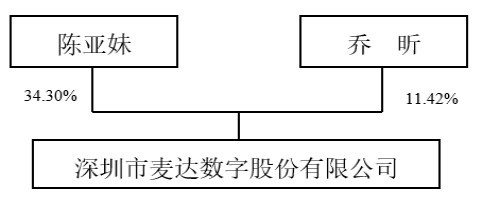 陈亚妹
乔 昕
34.30%
11.42%
深圳市麦达数字股份有限公司